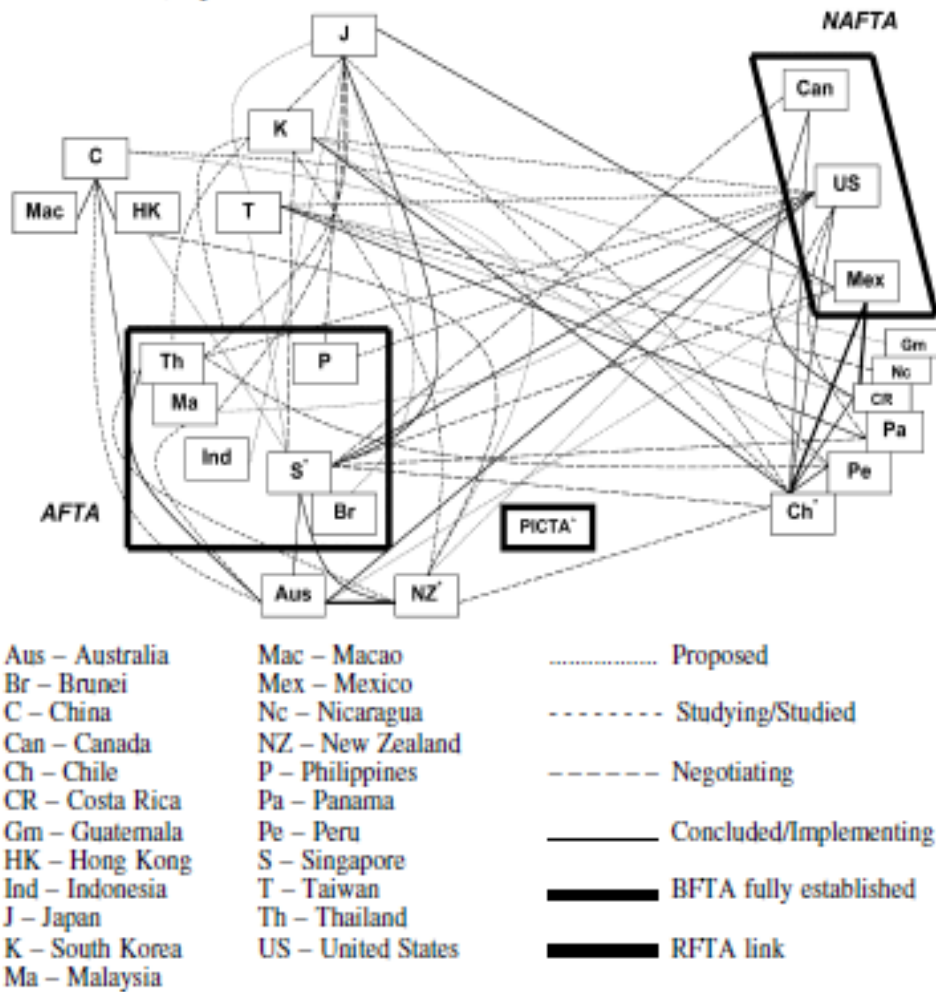 NAFTA
J
Can
K
C
US
Mac
HK
T
Mex
Gm
Th
P
Nc
Ma
CR
Pa
Ind
S*
Pe
AFTA
Br
PICTA*
Ch*
Aus
NZ*
Aus – Australia
Br – Brunei
C – China
Can – Canada
Ch – Chile
CR – Costa Rica
Gm – Guatemala
HK – Hong Kong
Ind – Indonesia
J – Japan
K – South Korea
Ma – Malaysia
Mac – Macao
Mex – Mexico
Nc – Nicaragua
NZ – New Zealand
P – Philippines
Pa – Panama
Pe – Peru
S – Singapore
T – Taiwan
Th – Thailand
US – United States
Proposed
Studying/Studied
Negotiating
Concluded/Implementing
BFTA fully established
RFTA link